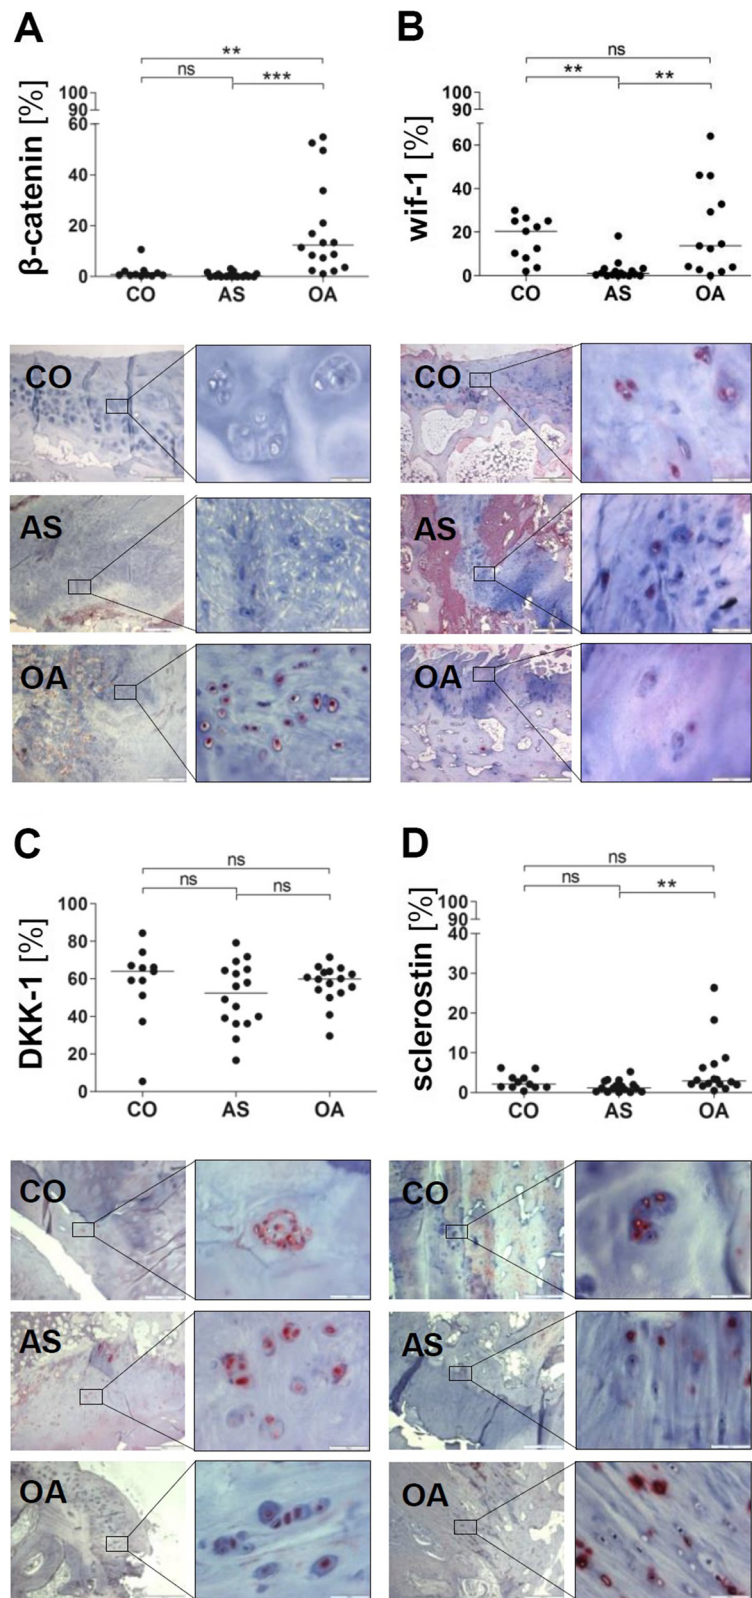 A
**
ns
***
β-catenin [%]
100
90
60
40
20
0
CO AS OA
B
ns
** **
wif-1 [%]
100
90
60
40
20
0
CO AS OA
CO
AS
OA
CO
AS
OA
C
ns
ns ns
DKK-1 [%]
100
80
60
40
20
0
CO AS OA
D
ns
ns **
sclerostin [%]
100
90
40
30
20
10
0
CO AS OA
CO
AS
OA
CO
AS
OA